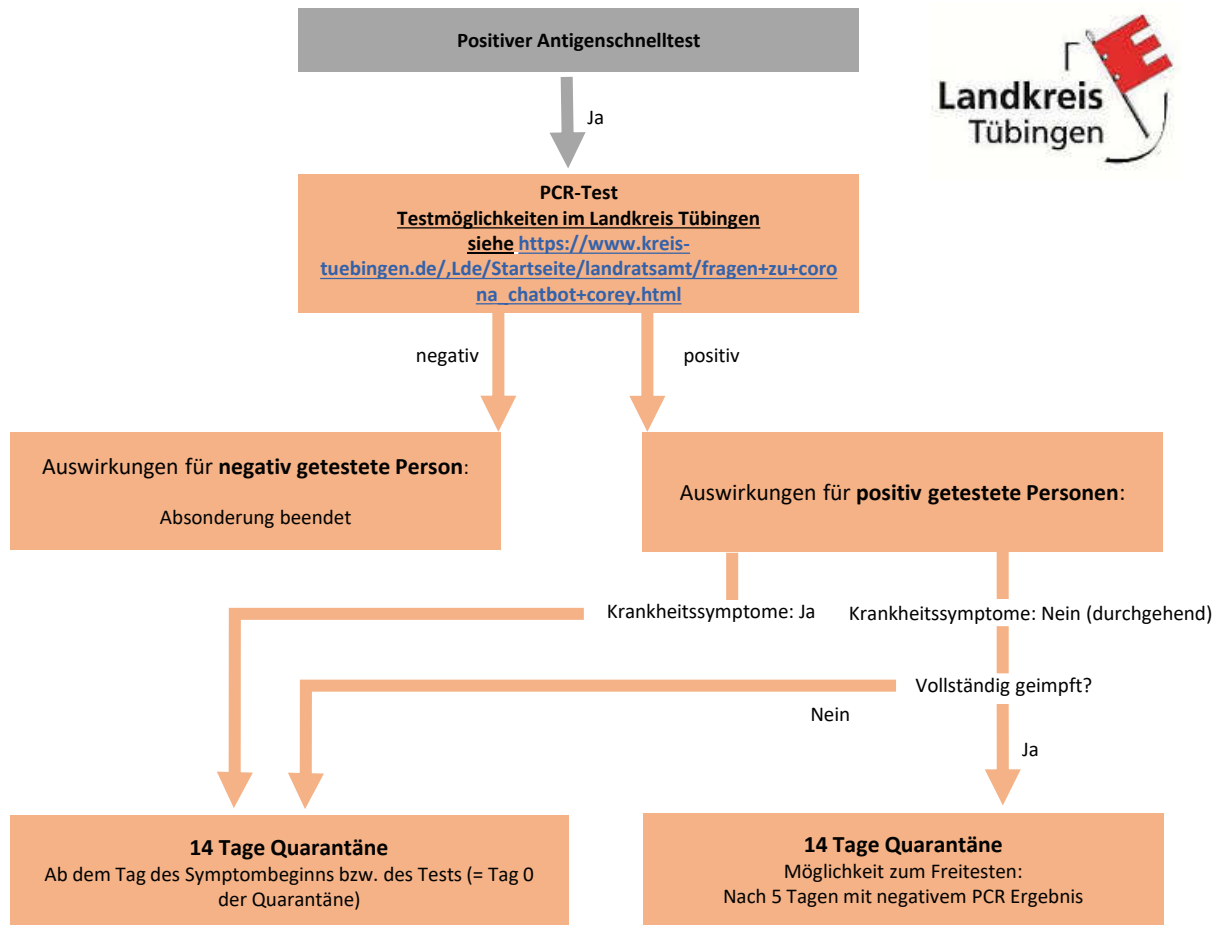 Positiver Antigenschnelltest
Landkreis
Tübingen
Ja
PCR-Test
Testmöglichkeiten im Landkreis Tübingen
siehe https://www.kreis-
tuebingen.de/,Lde/Startseite/landratsamt/fragen+zu+coro
na_chatbot+corey.html
negativ
positiv
Auswirkungen für negativ getestete Person:
Absonderung beendet
Auswirkungen für positiv getestete Personen:
Krankheitssymptome: Ja
Krankheitssymptome: Nein (durchgehend)
Vollständig geimpft?
Nein
Ja
14 Tage Quarantäne
Ab dem Tag des Symptombeginns bzw. des Tests (= Tag 0
der Quarantäne)
14 Tage Quarantäne
Möglichkeit zum Freitesten:
Nach 5 Tagen mit negativem PCR Ergebnis